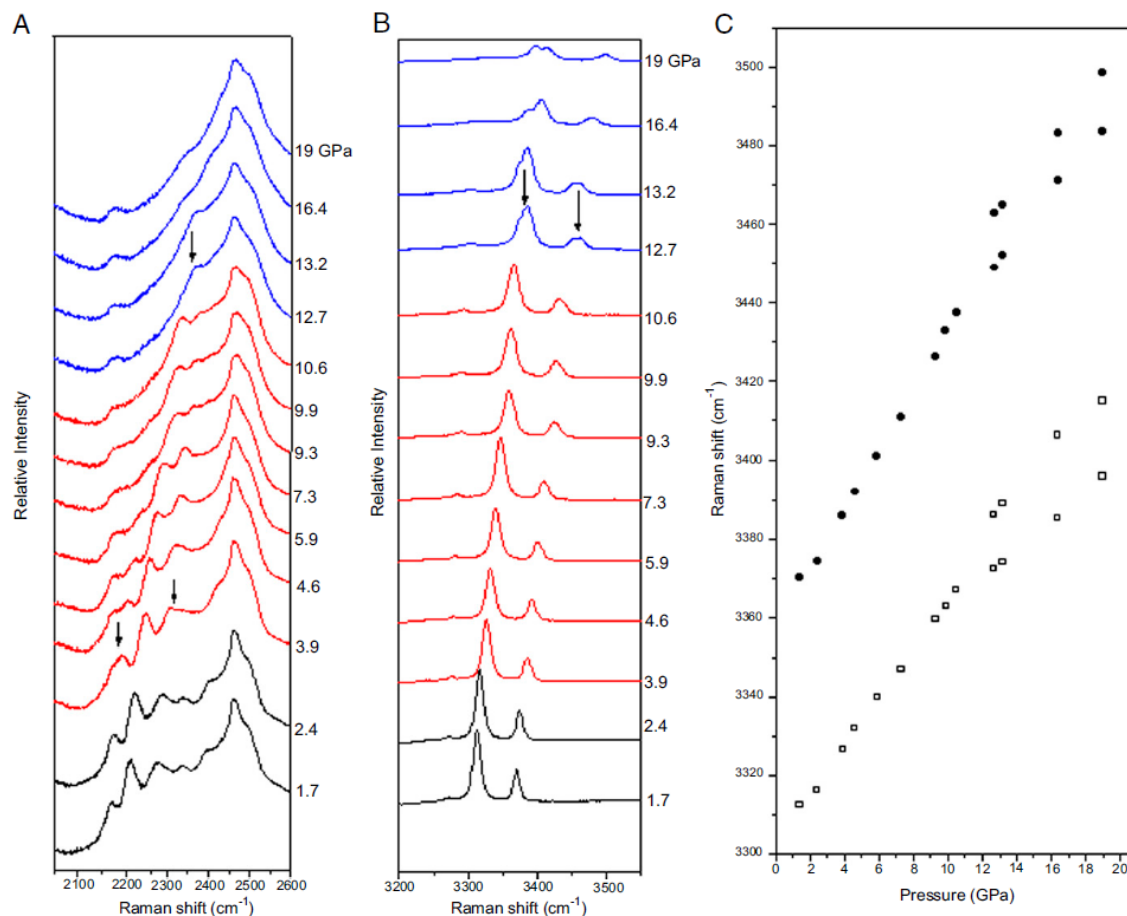 A
19 GPa
16.4
13.2
12.7
10.6
9.9
9.3
7.3
5.9
4.6
3.9
2.4
1.7
Relative Intensity
2100 2200 2300 2400 2500 2600
Raman shift (cm-1)
B
19 GPa
16.4
13.2
12.7
10.6
9.9
9.3
7.3
5.9
4.6
3.9
2.4
1.7
Relative Intensity
3200 3300 3400 3500
Raman shift (cm-1)
C
3500
3480
3460
3440
3420
3400
3380
3360
3340
3320
3300
Raman shift (cm-1)
0 2 4 6 8 10 12 14 16 18 20
Pressure (GPa)